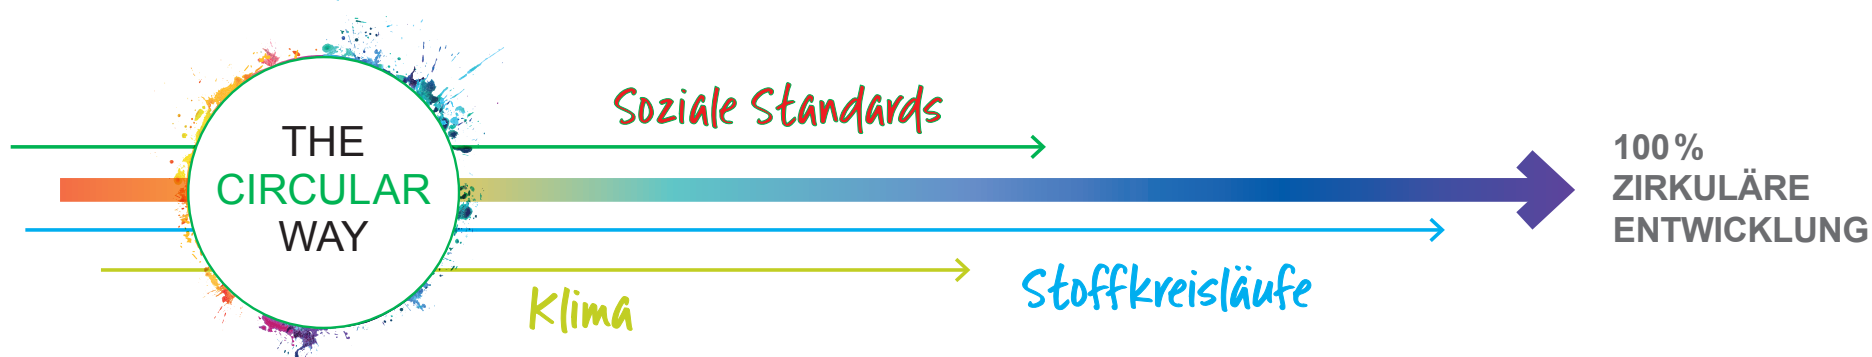 THE
CIRCULAR
WAY
Soziale Standards
Klima
Stoffkreisläufe
100 %
ZIRKULÄRE
ENTWICKLUNG